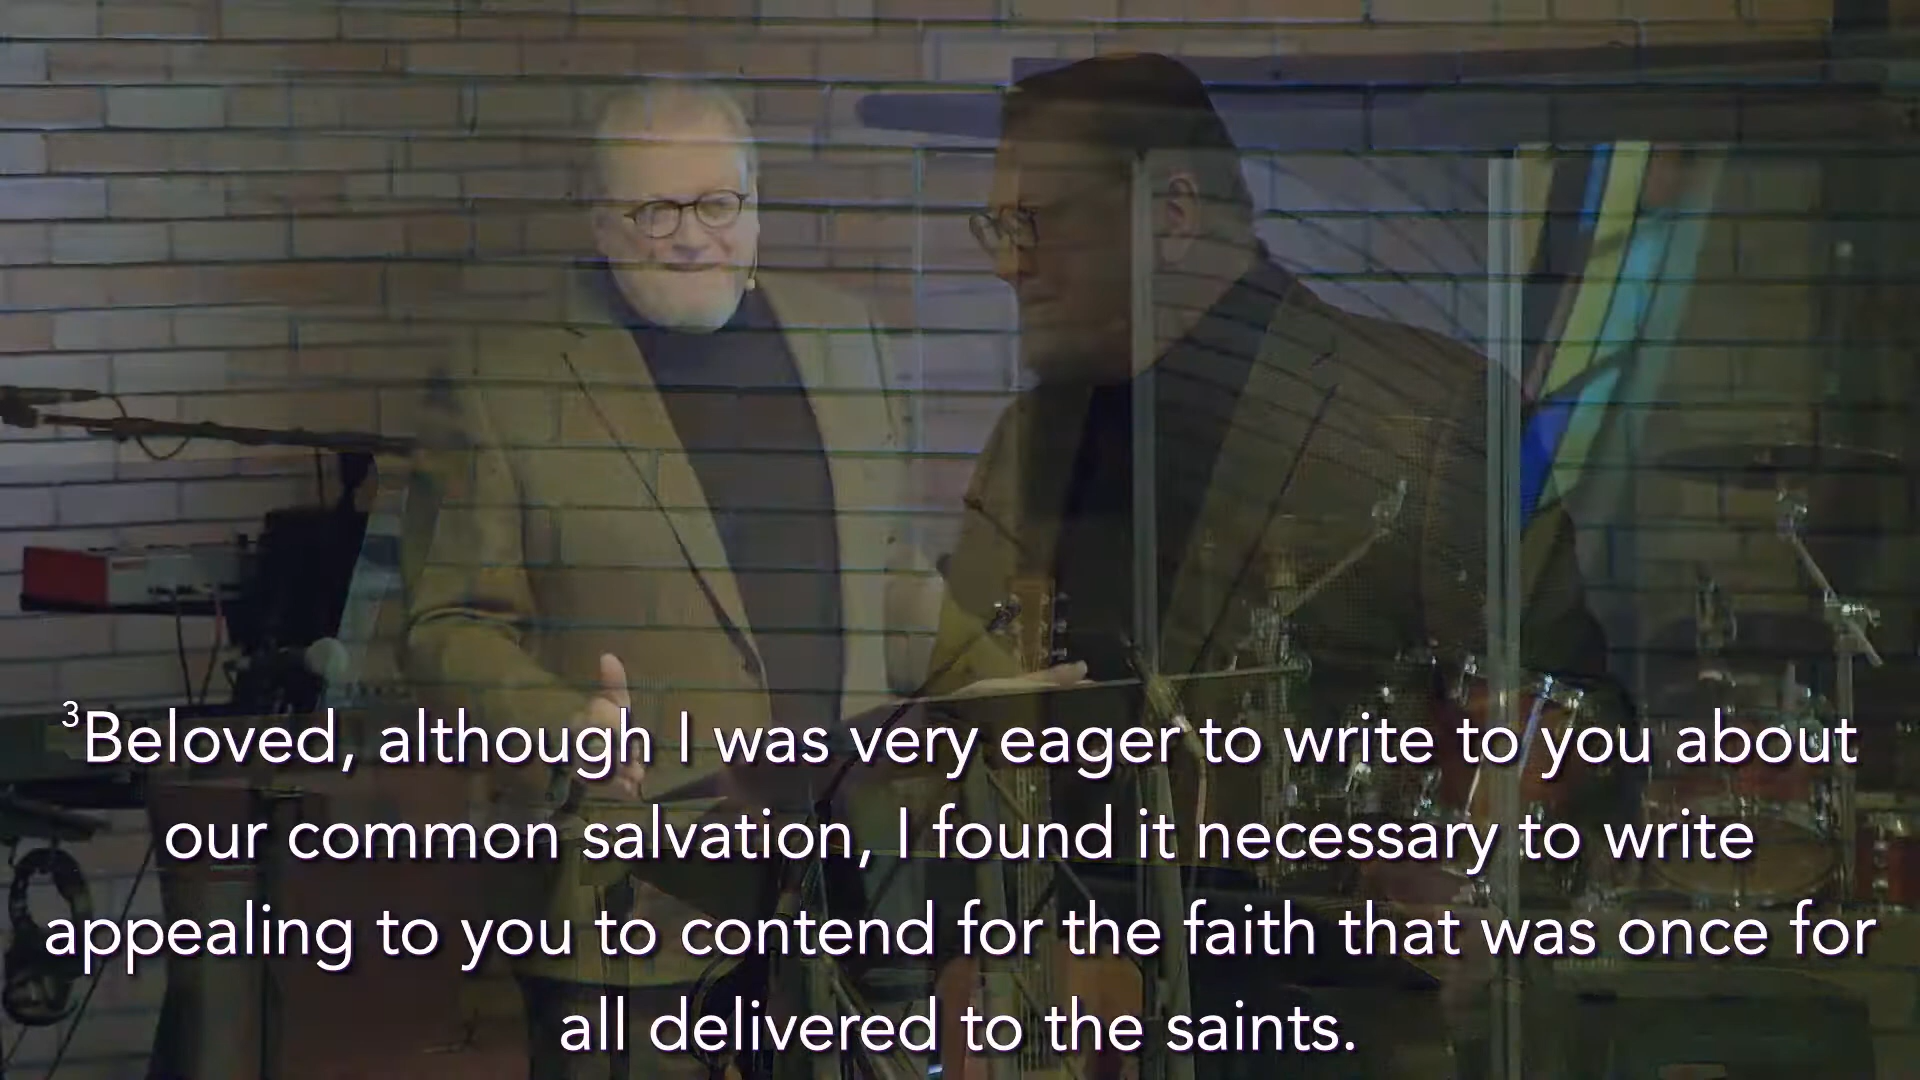 ³Beloved, although I was very eager to write to you about
our common salvation, I found it necessary to write
appealing to you to contend for the faith that was once for
all delivered to the saints.